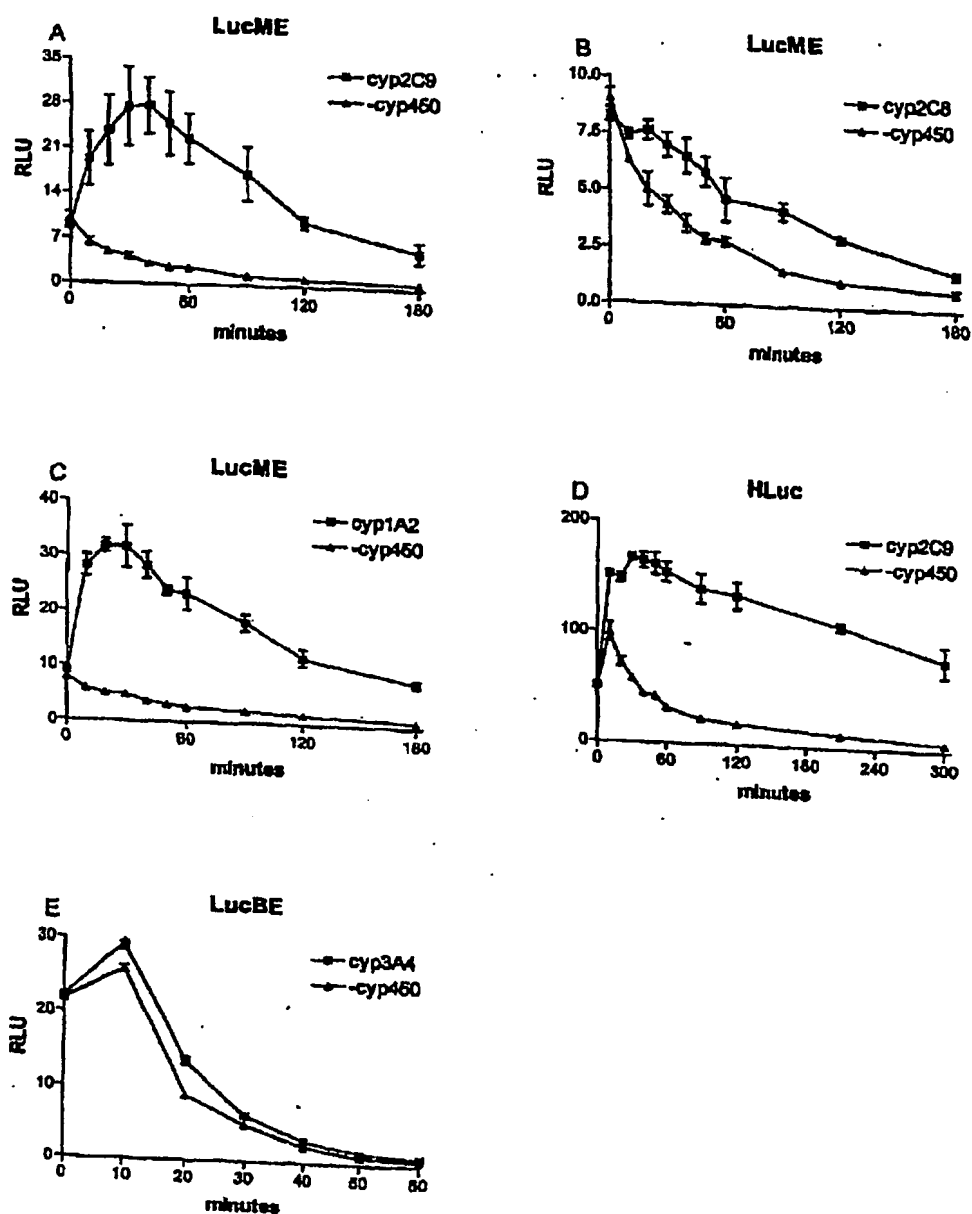 A
LucME
35
28
21
14
7
0
RLU
cyp2C9
-cyp450
0 60 120 180
minutes
B
LucME
10.0
7.5
5.0
2.5
0.0
RLU
cyp2C8
-cyp450
0 60 120 180
minutes
C
LucME
40
30
20
10
0
RLU
cyp1A2
-cyp450
0 60 120 180
minutes
D
HLuc
200
100
0
cyp2C9
-cyp450
0 60 120 180 240 300
minutes
E
LucBE
30
20
10
0
RLU
cyp3A4
-cyp450
0 10 20 30 40 50 60
minutes